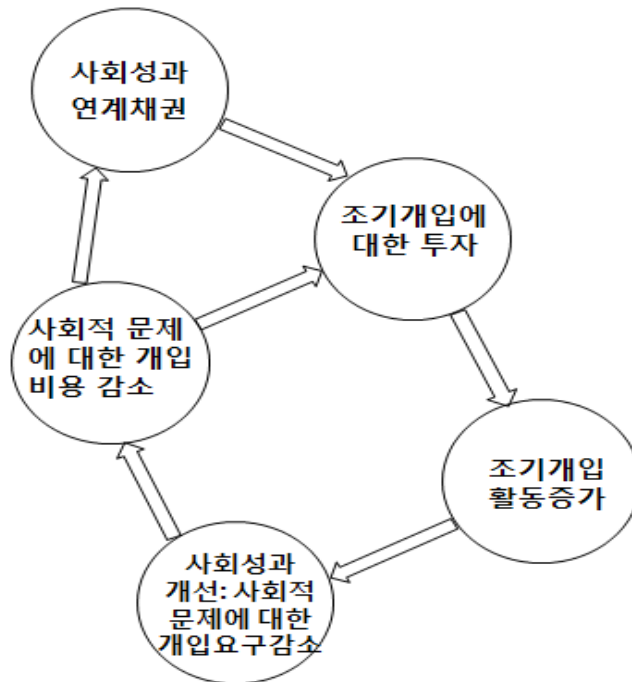 사회성과
연계채권
조기개입에
대한 투자
사회적 문제
에 대한 개입
비용 감소
조기개입
활동증가
사회성과
개선: 사회적
문제에 대한
개입요구감소